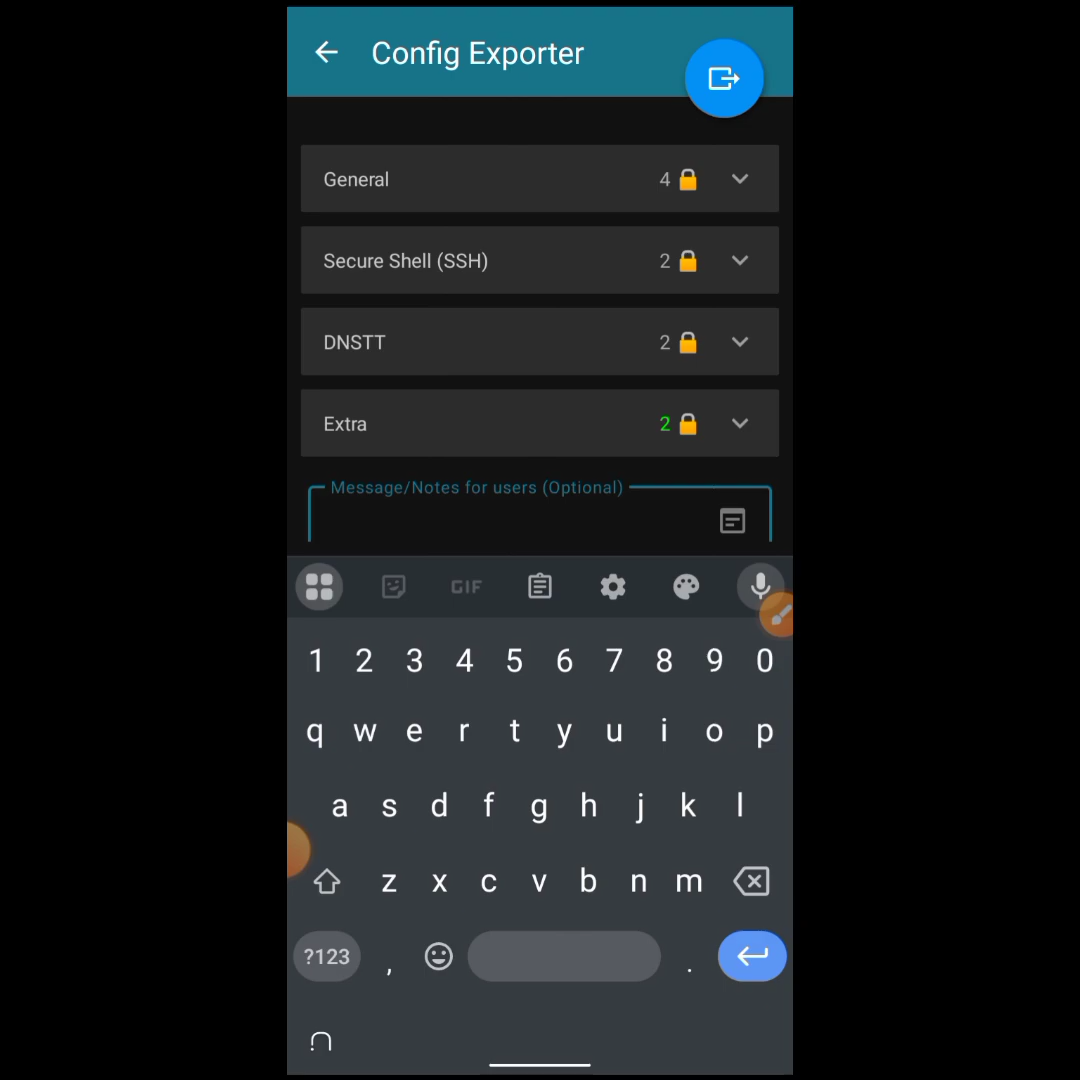 Config Exporter
General 4
Secure Shell (SSH) 2
DNSTT 2
Extra 2
Message/Notes for users (Optional)
GIF
1 2 3 4 5 6 7 8 9 0
q w e r t y u i o p
a s d f g h j k l
z x c v b n m
?123 , .